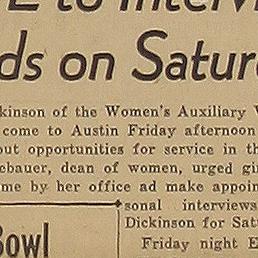 E to Interv
ds on Satur
kinson of the Women's Auxiliary
come to Austin Friday afternoon
out opportunities for service in th
ebauer, dean of women, urged gi
me by her office ad make appoin
sonal interviews
Dickinson for Sat
Bowl
Friday night E